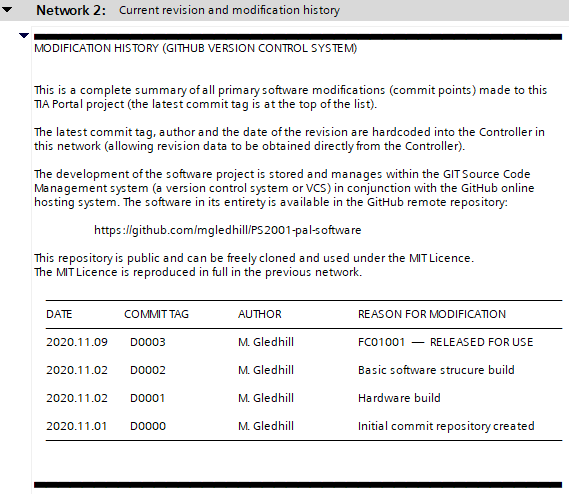 Network 2: Current revision and modification history
MODIFICATION HISTORY (GITHUB VERSION CONTROL SYSTEM)
This is a complete summary of all primary software modifications (commit points) made to this
TIA Portal project (the latest commit tag is at the top of the list).
The latest commit tag, author and the date of the revision are hardcoded into the Controller in
this network (allowing revision data to be obtained directly from the Controller).
The development of the software project is stored and manages within the GIT Source Code
Management system (a version control system or VCS) in conjunction with the GitHub online
hosting system. The software in its entirety is available in the GitHub remote repository:
https://github.com/mgledhill/PS2001-pal-software
This repository is public and can be freely cloned and used under the MIT Licence.
The MIT Licence is reproduced in full in the previous network.
DATE COMMIT TAG AUTHOR REASON FOR MODIFICATION
2020.11.09 D0003 M. Gledhill FC01001 — RELEASED FOR USE
2020.11.02 D0002 M. Gledhill Basic software strucure build
2020.11.02 D0001 M. Gledhill Hardware build
2020.11.01 D0000 M. Gledhill Initial commit repository created